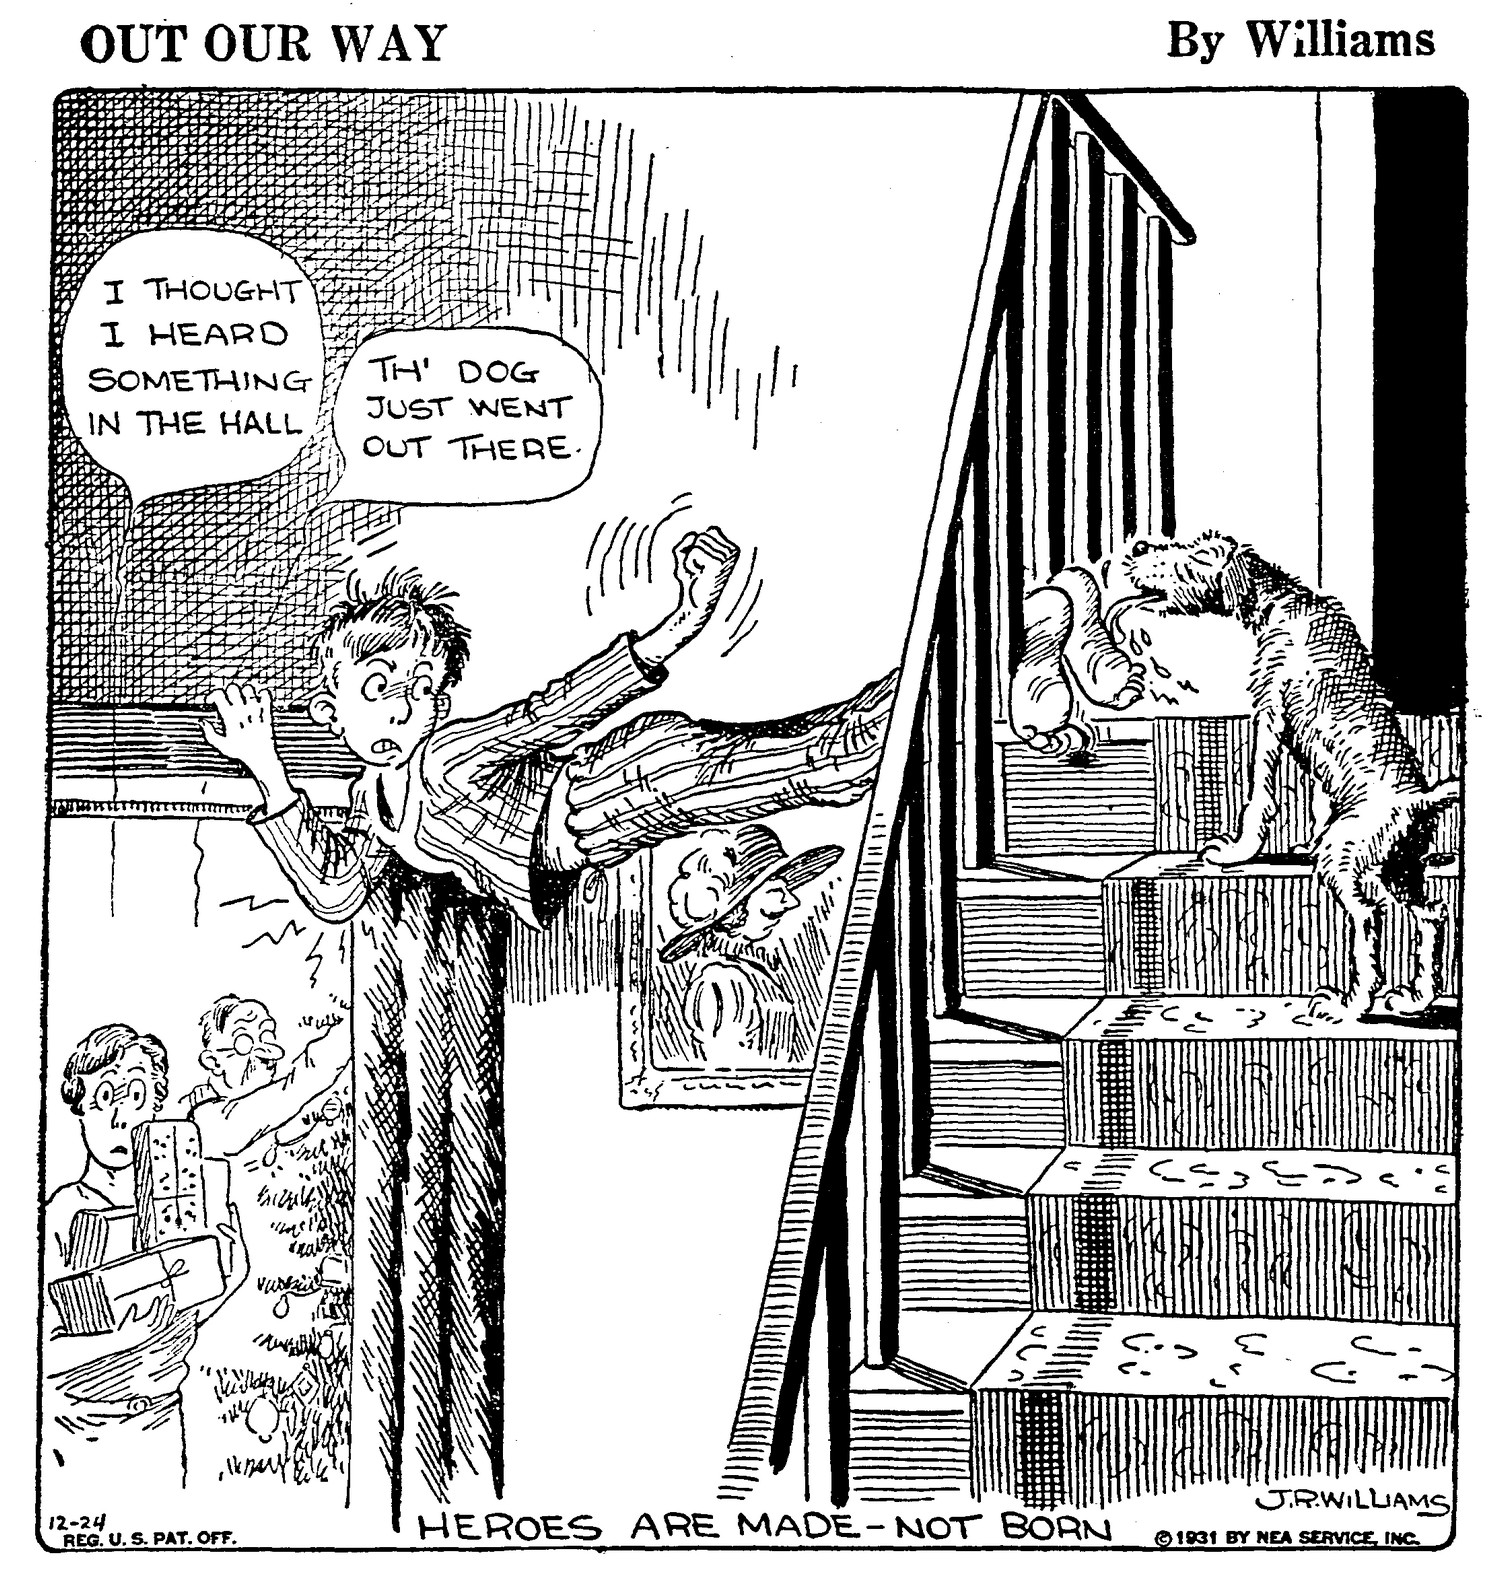 OUT OUR WAY
By Williams
I THOUGHT
I HEARD
SOMETHING
IN THE HALL
TH' DOG
JUST WENT
OUT THERE.
J.R.WILLIAMS
12-24
REG. U. S. PAT. OFF.
HEROES ARE MADE - NOT BORN
© 1931 BY NEA SERVICE, INC.